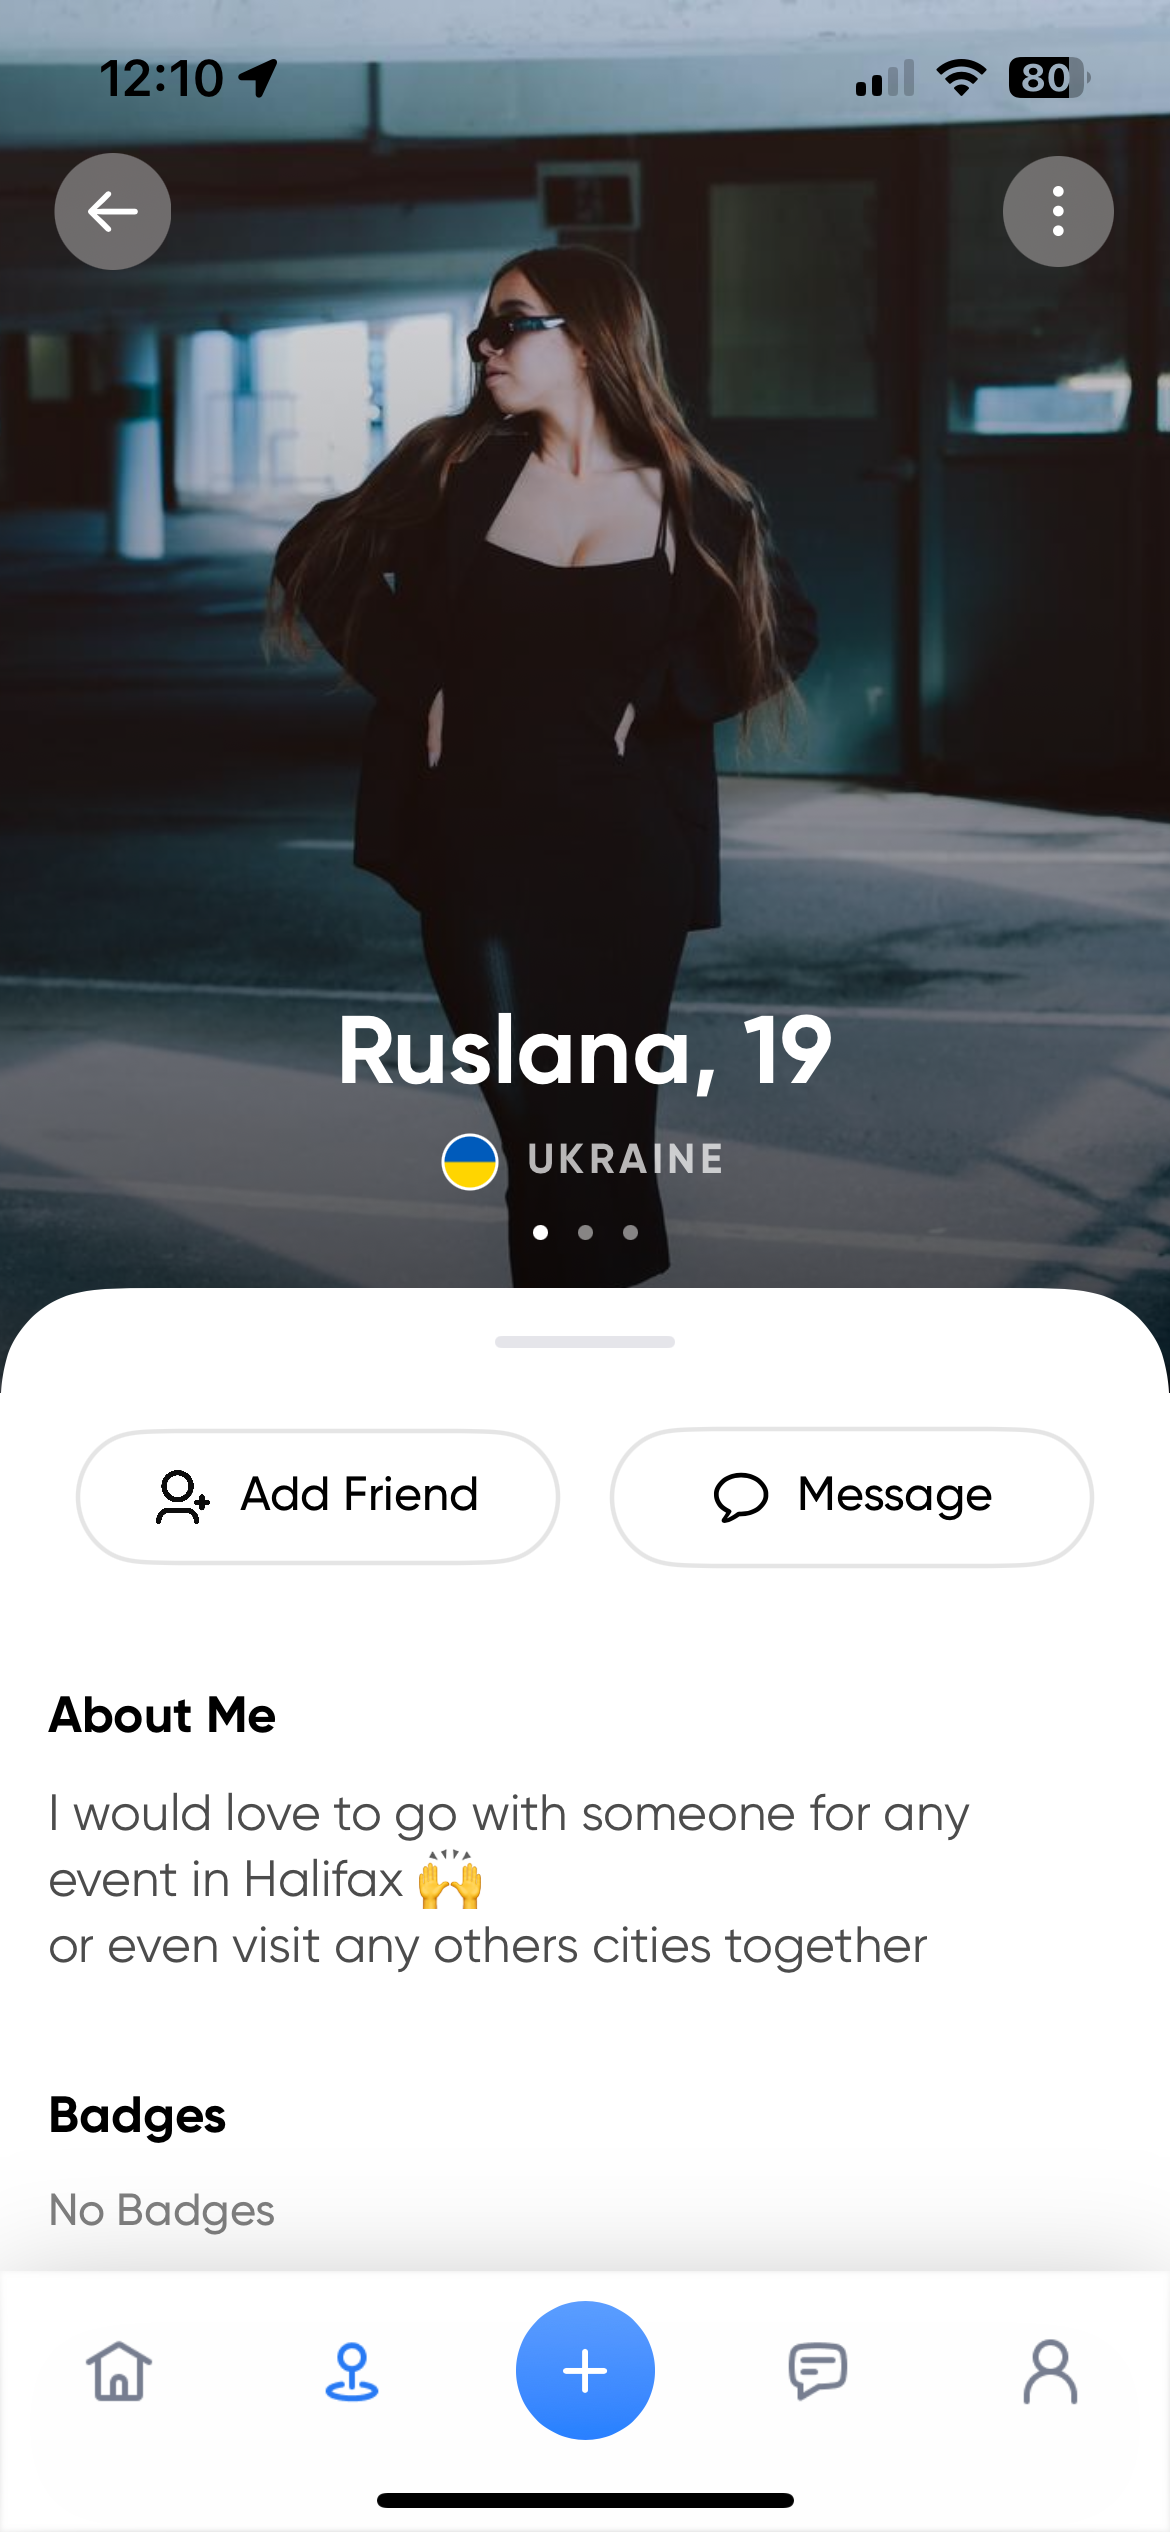 12:10
80
Ruslana, 19
UKRAINE
Add Friend
Message
About Me
I would love to go with someone for any
event in Halifax 🙌
or even visit any others cities together
Badges
No Badges